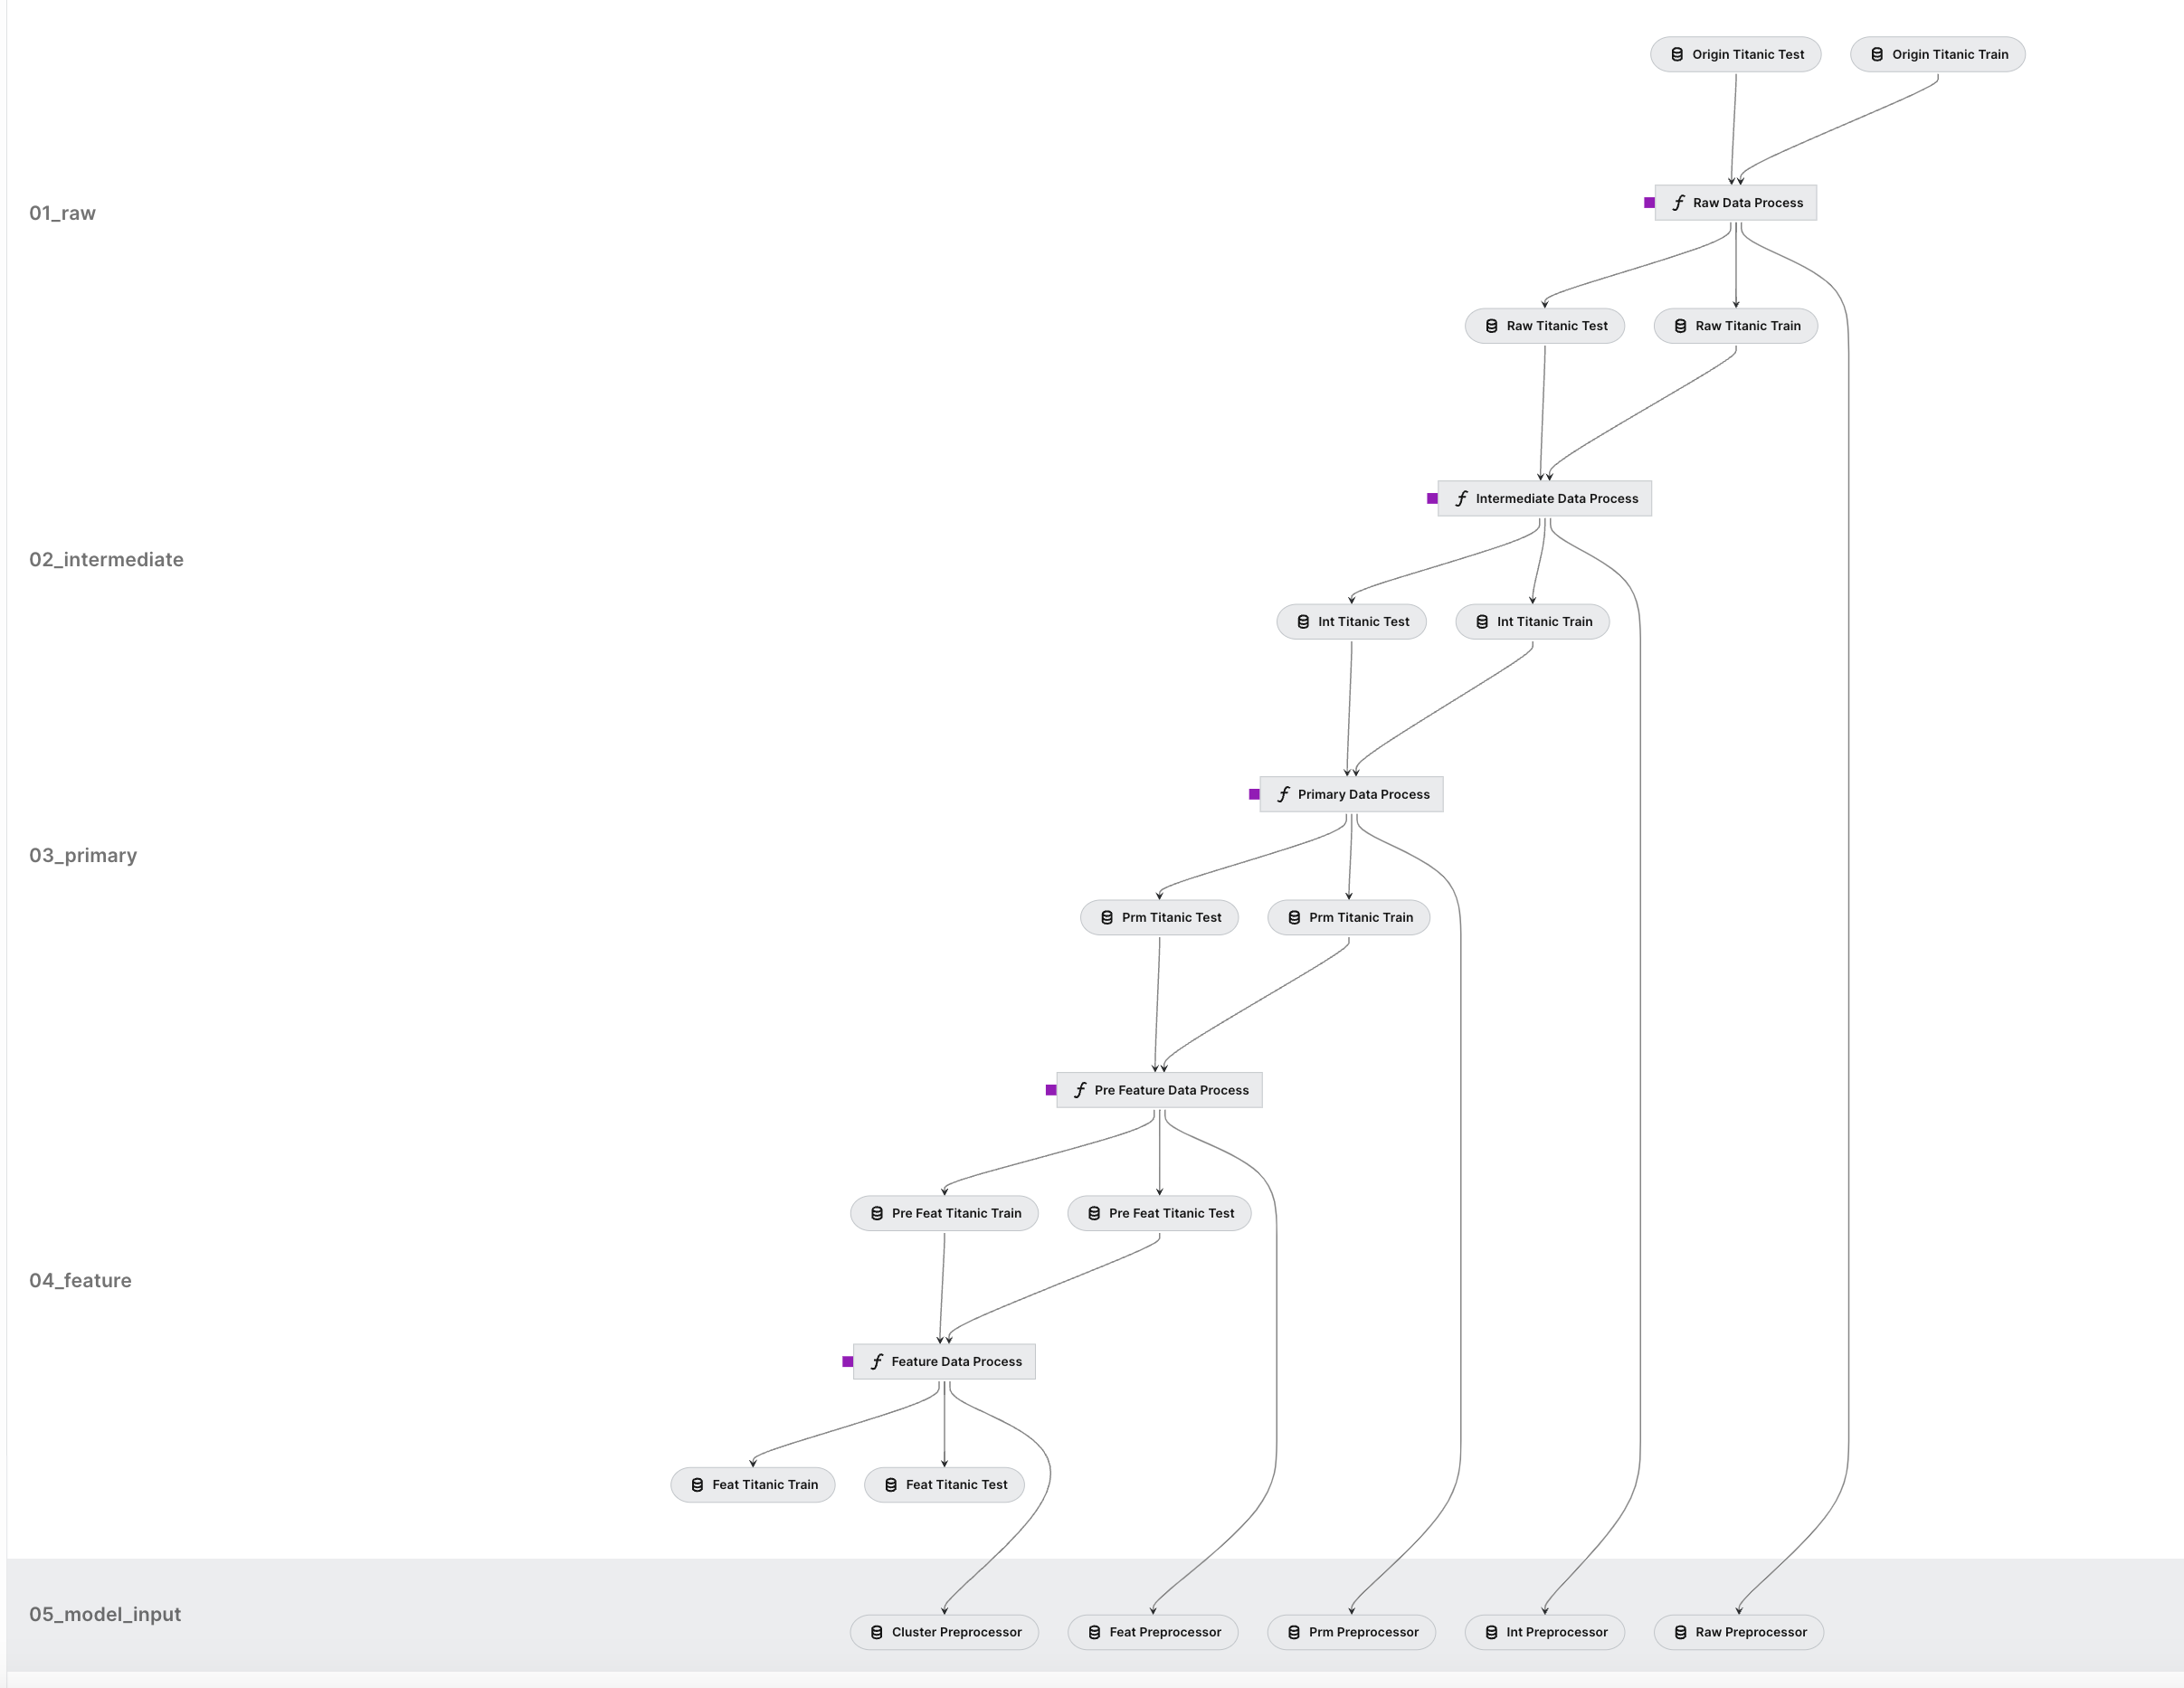 Origin Titanic Test
Origin Titanic Train
01_raw
Raw Data Process
Raw Titanic Test
Raw Titanic Train
Intermediate Data Process
02_intermediate
Int Titanic Test
Int Titanic Train
Primary Data Process
03_primary
Prm Titanic Test
Prm Titanic Train
Pre Feature Data Process
Pre Feat Titanic Train
Pre Feat Titanic Test
04_feature
Feature Data Process
Feat Titanic Train
Feat Titanic Test
05_model_input
Cluster Preprocessor
Feat Preprocessor
Prm Preprocessor
Int Preprocessor
Raw Preprocessor